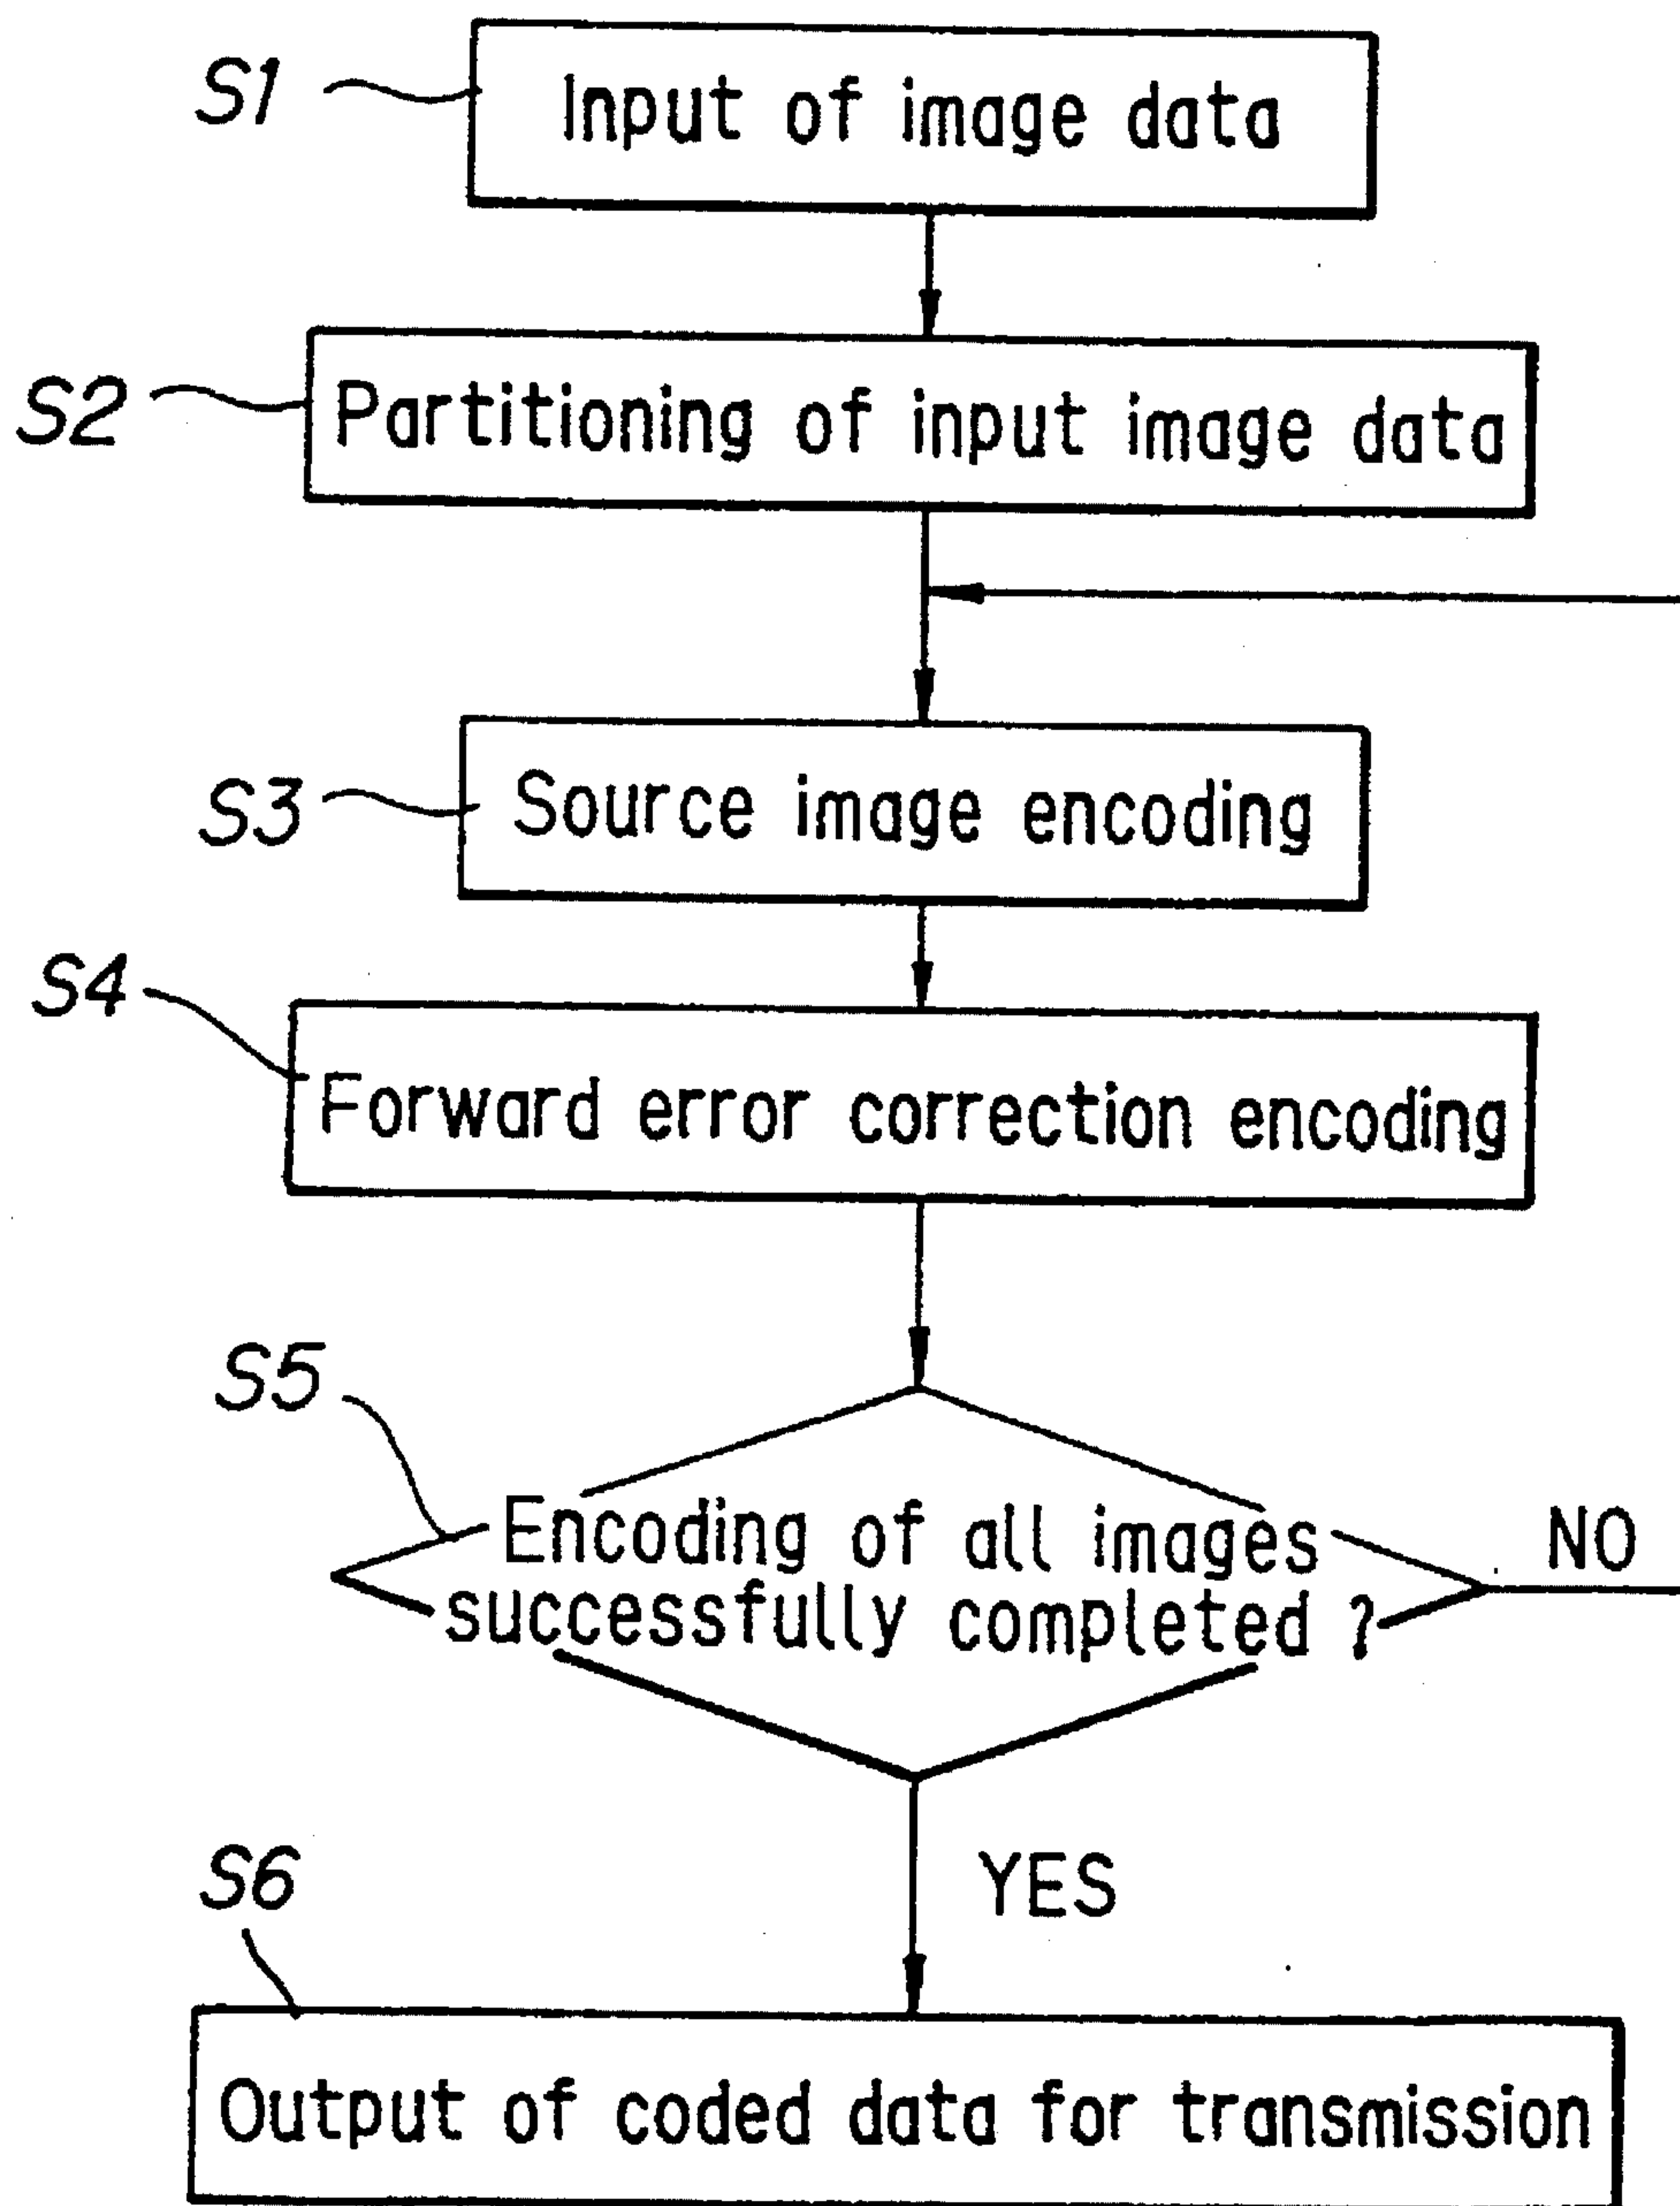 S1
Input of image data
S2
Partitioning of input image data
S3
Source image encoding
S4
Forward error correction encoding
S5
Encoding of all images
successfully completed ?
NO
YES
S6
Output of coded data for transmission